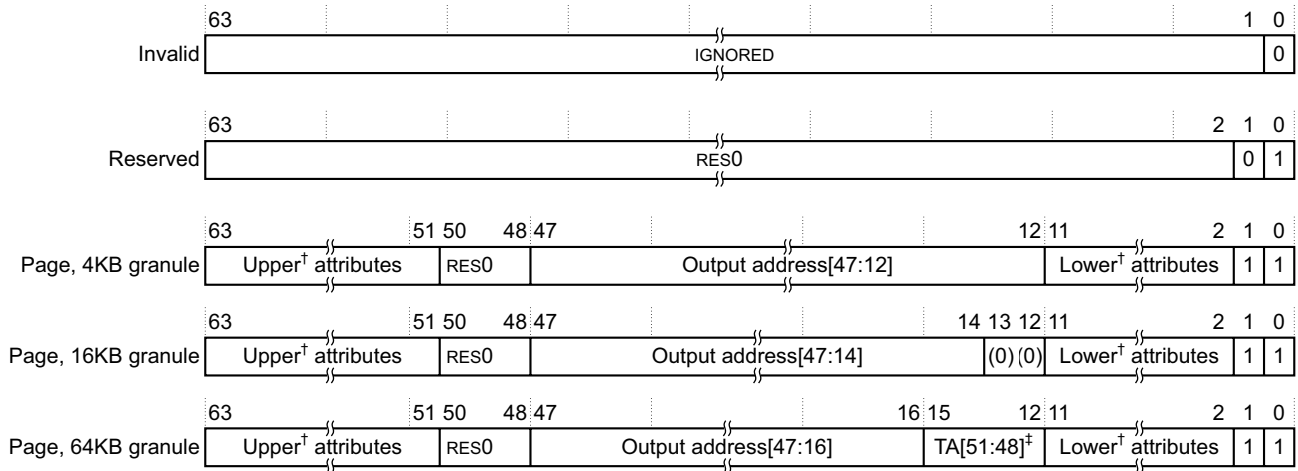 63 1 0
Invalid IGNORED 0
63 2 1 0
Reserved RES0 0 1
63 51 50 48 47 12 11 2 1 0
Page, 4KB granule Upper† attributes RES0 Output address[47:12] Lower† attributes 1 1
63 51 50 48 47 14 13 12 11 2 1 0
Page, 16KB granule Upper† attributes RES0 Output address[47:14] (0) (0) Lower† attributes 1 1
63 51 50 48 47 16 15 12 11 2 1 0
Page, 64KB granule Upper† attributes RES0 Output address[47:16] TA[51:48]‡ Lower† attributes 1 1